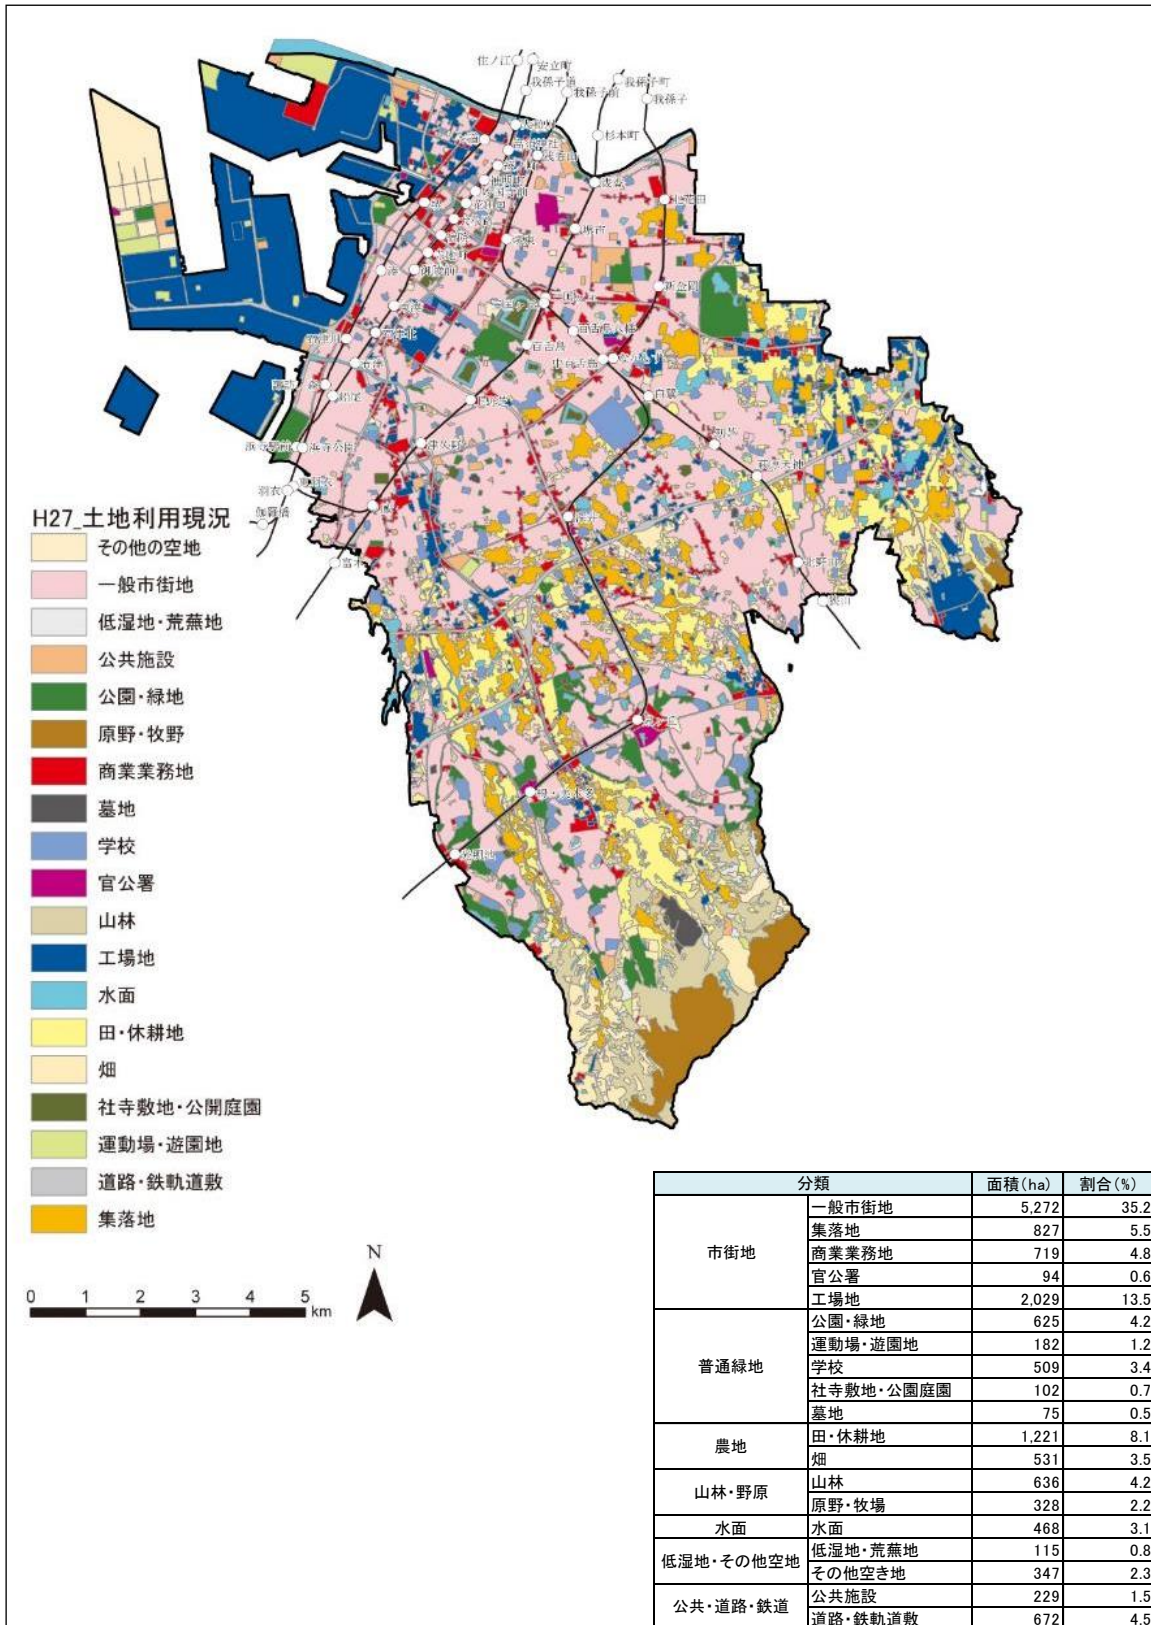 住ノ江
安立町
我孫子道
我孫子前
我孫子町
我孫子
杉本町
浅香
北花田
堺市
堺東
新金岡
湊
百舌鳥八幡
百舌鳥
中百舌鳥
白鷺
初芝
萩原天神
津久野
浜寺公園
羽衣
伽羅橋
富木
深井
北野田
狭山
泉ヶ丘
栂・美木多
光明池
H27_土地利用現況
その他の空地
一般市街地
低湿地・荒蕪地
公共施設
公園・緑地
原野・牧野
商業業務地
墓地
学校
官公署
山林
工場地
水面
田・休耕地
畑
社寺敷地・公開庭園
運動場・遊園地
道路・鉄軌道敷
集落地
N
0 1 2 3 4 5
km
分類 面積(ha) 割合(%)
市街地 一般市街地 5,272 35.2
集落地 827 5.5
商業業務地 719 4.8
官公署 94 0.6
工場地 2,029 13.5
普通緑地 公園・緑地 625 4.2
運動場・遊園地 182 1.2
学校 509 3.4
社寺敷地・公園庭園 102 0.7
墓地 75 0.5
農地 田・休耕地 1,221 8.1
畑 531 3.5
山林・野原 山林 636 4.2
原野・牧場 328 2.2
水面 水面 468 3.1
低湿地・その他空地 低湿地・荒蕪地 115 0.8
その他空き地 347 2.3
公共・道路・鉄道 公共施設 229 1.5
道路・鉄軌道敷 672 4.5